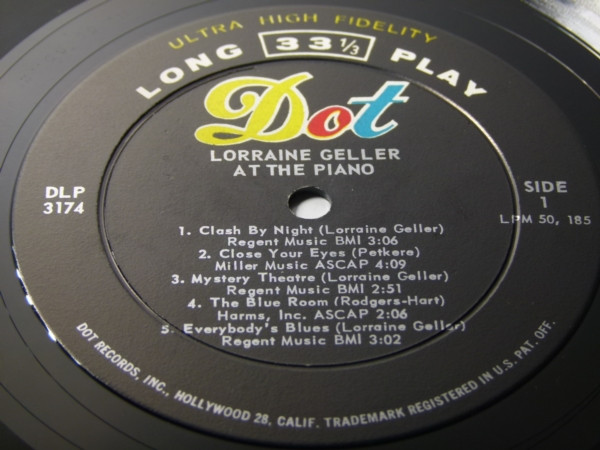 ULTRA HIGH FIDELITY
LONG 33 1/3 PLAY
Dot
LORRAINE GELLER
AT THE PIANO
DLP
3174
SIDE
1
LPM 50, 185
1. Clash By Night (Lorraine Geller)
Regent Music BMI 3:06
2. Close Your Eyes (Petkere)
Miller Music ASCAP 4:09
3. Mystery Theatre (Lorraine Geller)
Regent Music BMI 2:51
4. The Blue Room (Rodgers-Hart)
Harms, Inc. ASCAP 2:06
5. Everybody's Blues (Lorraine Geller)
Regent Music BMI 3:02
DOT RECORDS, INC., HOLLYWOOD 28, CALIF. TRADEMARK REGISTERED IN U.S. PAT. OFF.